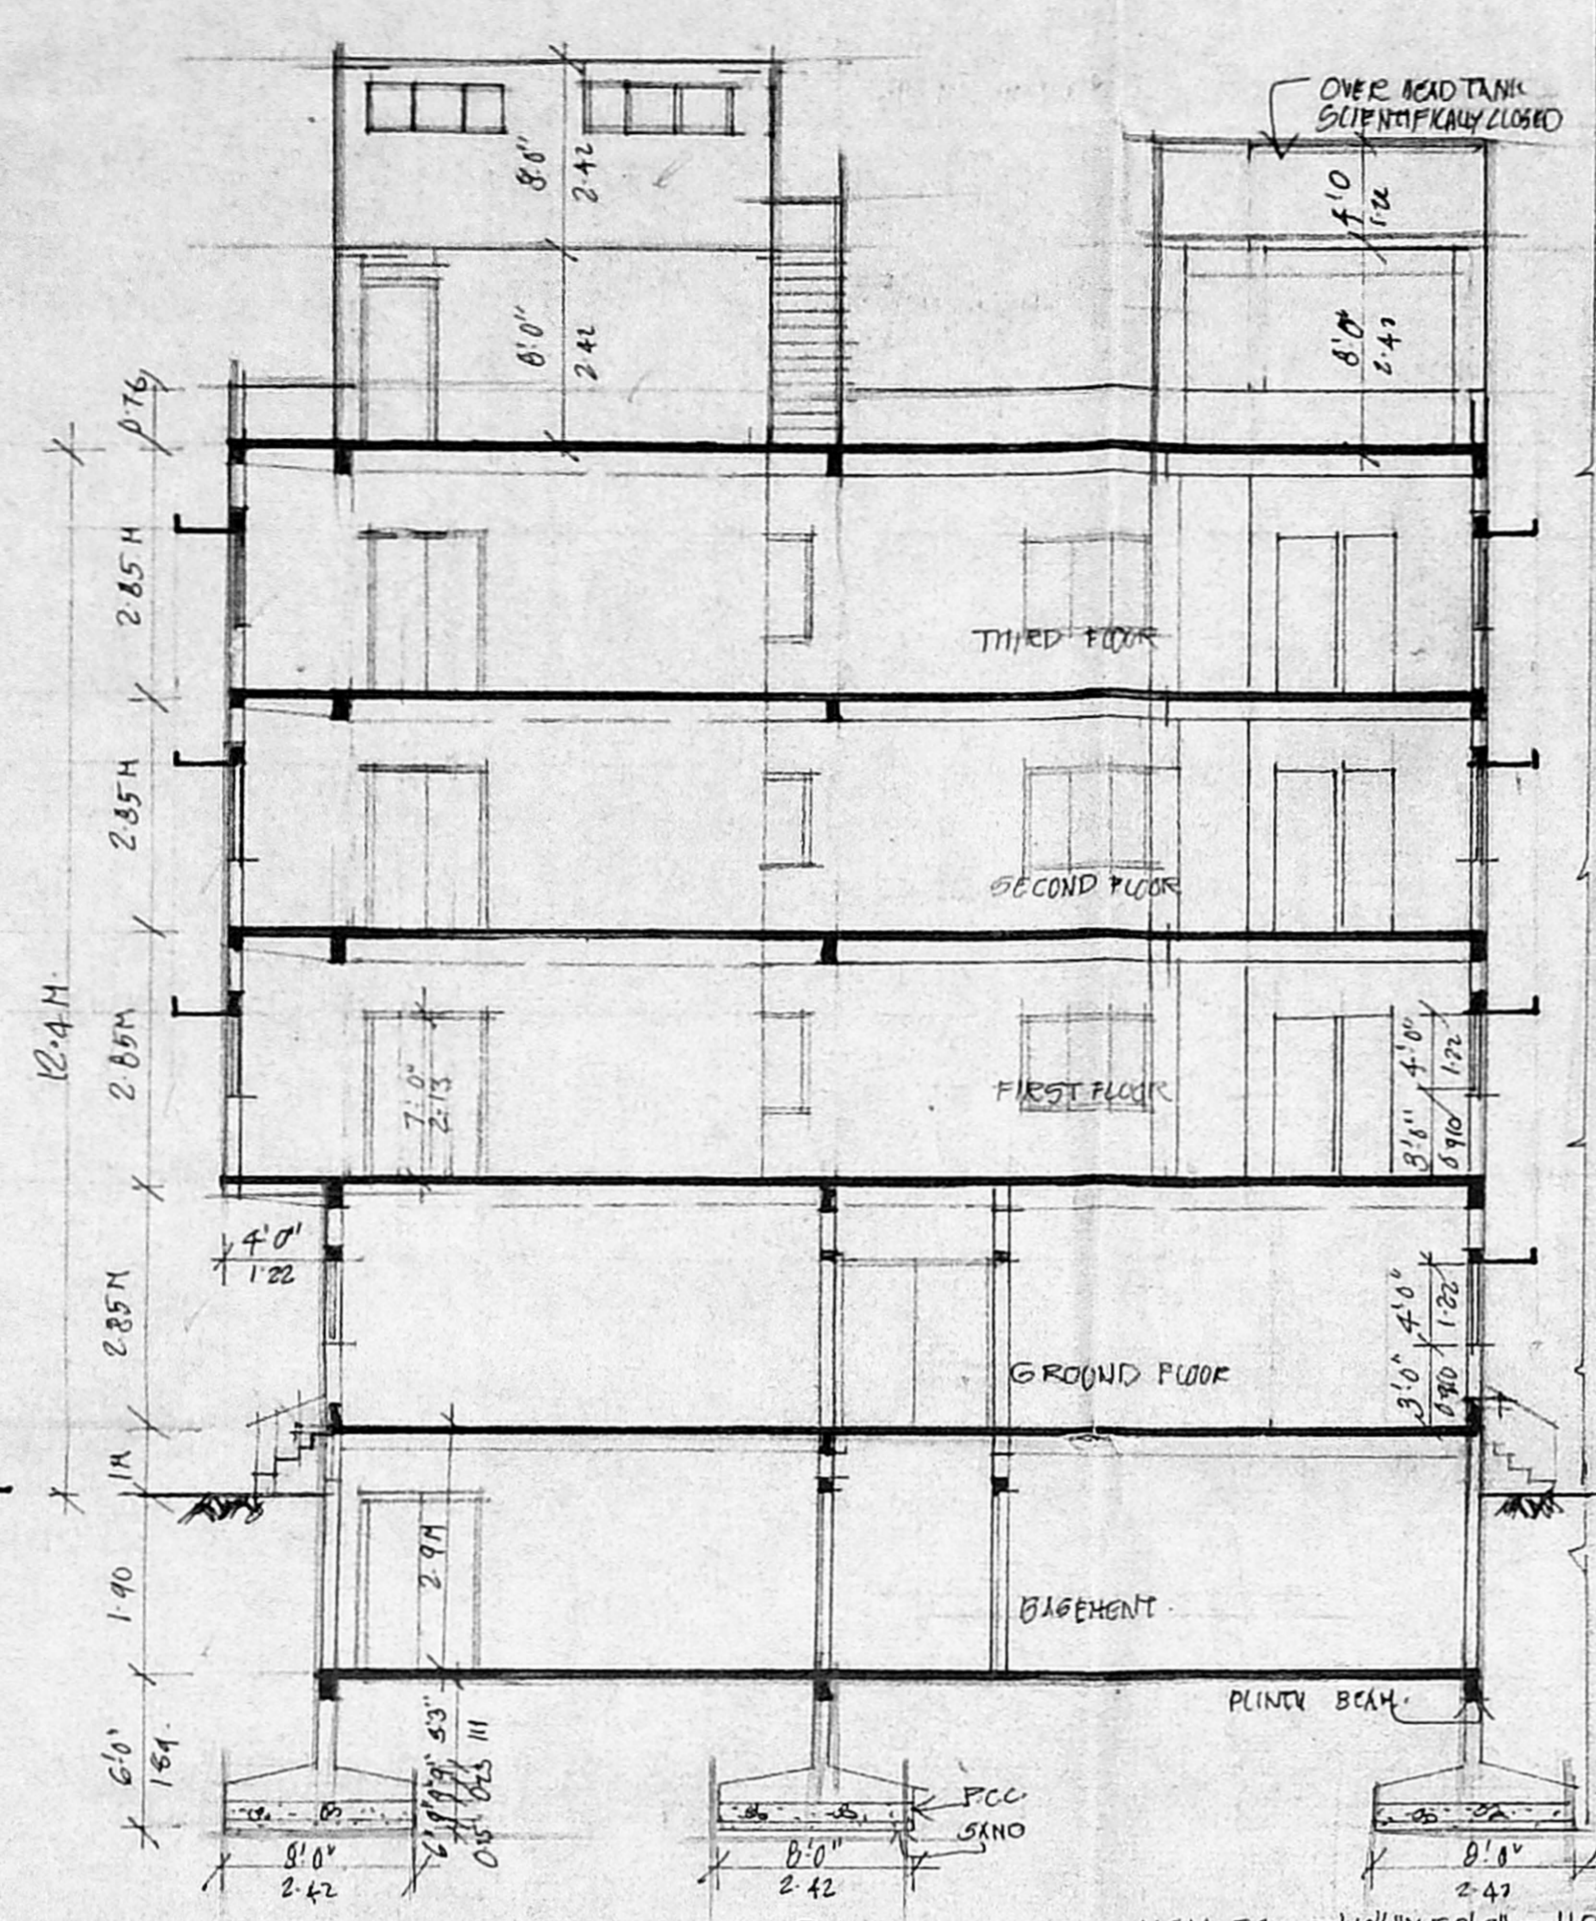 OVER HEAD TANK
SCIENTIFICALLY CLOSED
8'.0"
2.42
4'.0
1.22
8'.0"
2.42
8'.0"
2.42
0.76
2.85 M
THIRD FLOOR
2.85 M
SECOND FLOOR
12.4 M.
2.85 M
7'.0"
2.13
FIRST FLOOR
4'.0"
1.22
3'.0"
0.910
4'.0"
1.22
2.85 M
4'.0"
1.22
3'.0"
0.910
GROUND FLOOR
1 M
2.9 M
1.90
BASEMENT.
PLINTH BEAM.
6'.0"
3'3"
1.11
P.C.C.
SAND
8'.0"
2.42
8'.0"
2.42
8'.0"
2.42